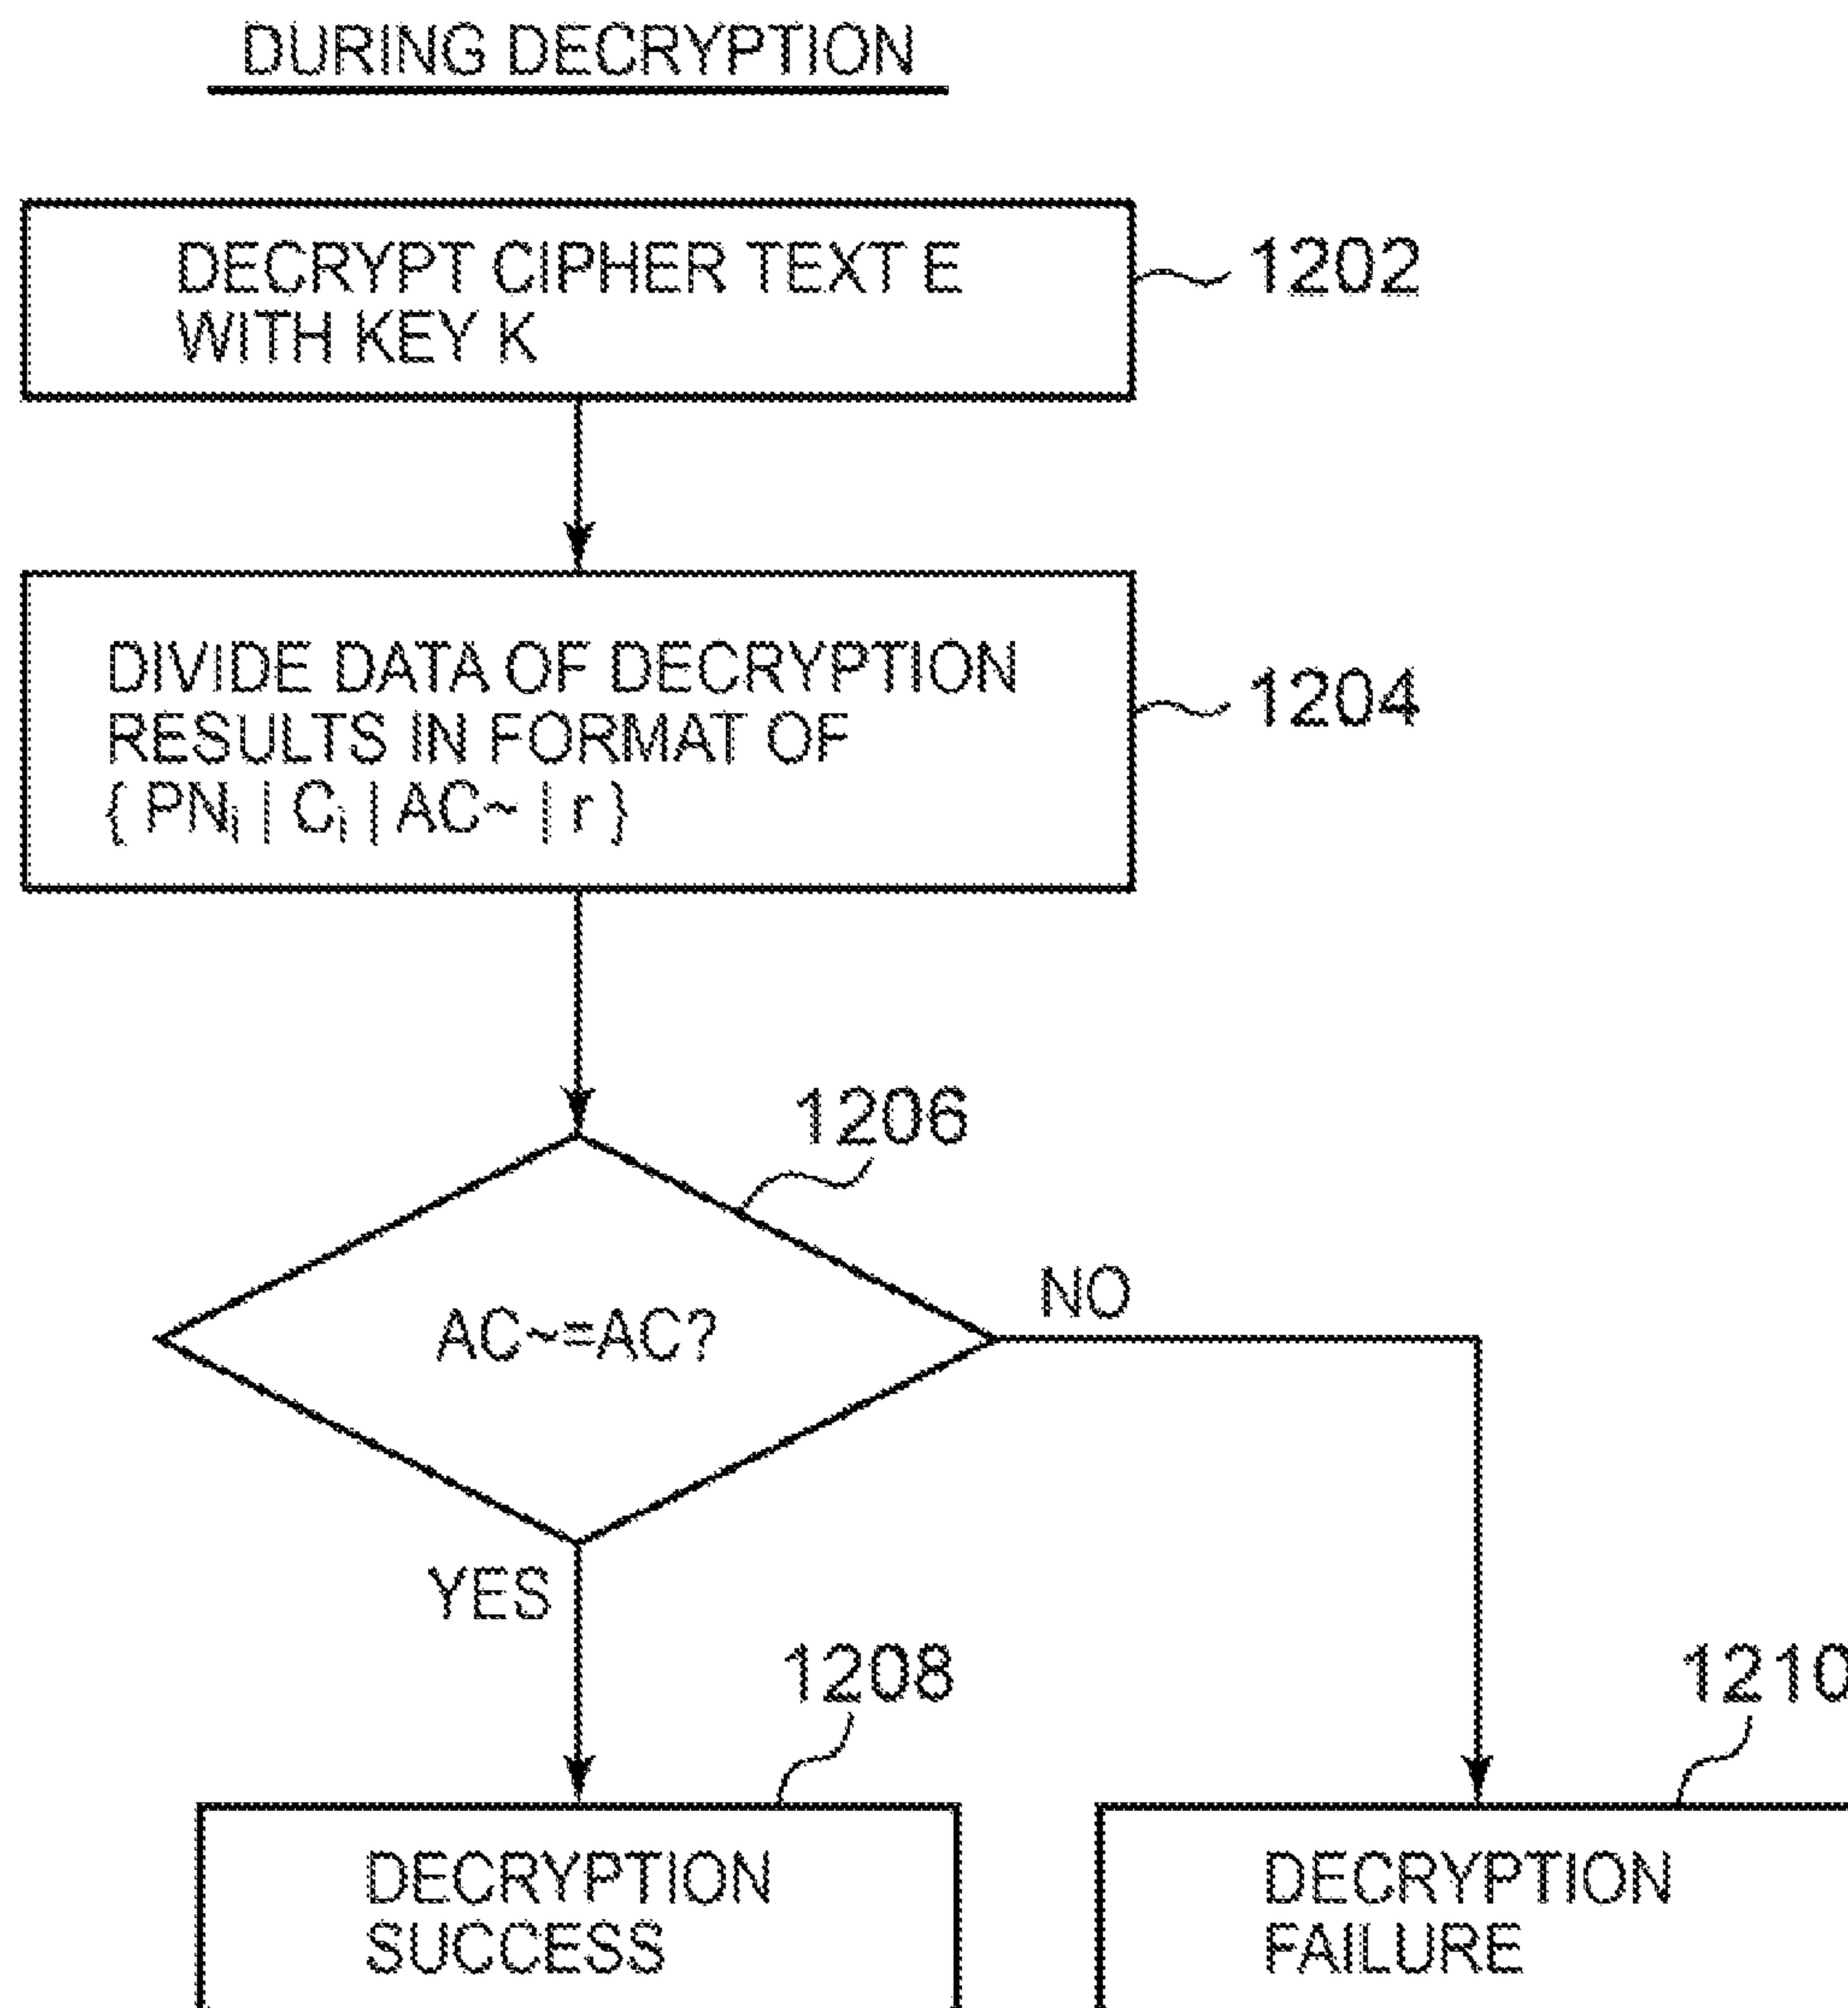 DURING DECRYPTION
DECRYPT CIPHER TEXT E
WITH KEY K
1202
DIVIDE DATA OF DECRYPTION
RESULTS IN FORMAT OF
{ PNi | Ci | AC~ | r }
1204
1206
AC~=AC?
NO
YES
1208
1210
DECRYPTION
SUCCESS
DECRYPTION
FAILURE